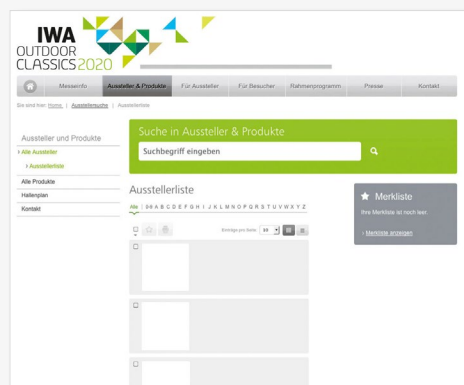 IWA
OUTDOOR
CLASSICS 2020
Messeinfo Aussteller & Produkte Für Aussteller Für Besucher Rahmenprogramm Presse Kontakt
Sie sind hier: Home | Ausstellersuche | Ausstellerliste
Aussteller und Produkte
› Alle Aussteller
› Ausstellerliste
Alle Produkte
Hallenplan
Kontakt
Suche in Aussteller & Produkte
Suchbegriff eingeben
Ausstellerliste
Alle | 0-9 A B C D E F G H I J K L M N O P Q R S T U V W X Y Z
Einträge pro Seite: 10
Merkliste
Ihre Merkliste ist noch leer.
› Merkliste anzeigen